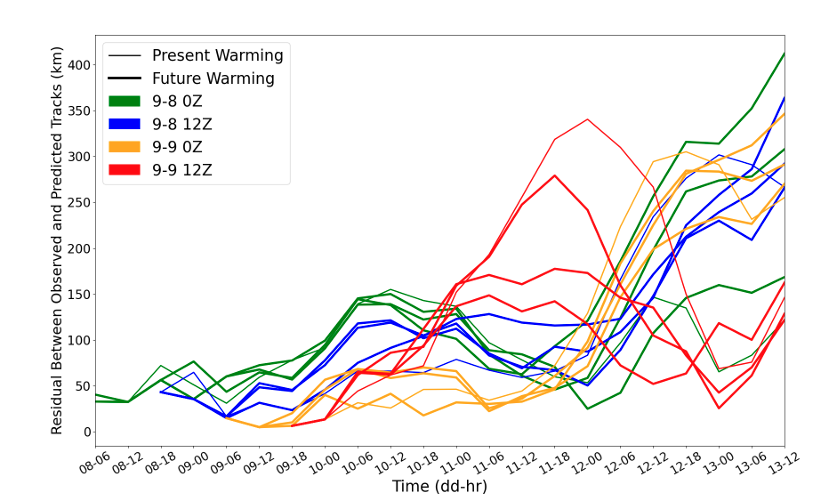 Residual Between Observed and Predicted Tracks (km)
400
350
300
250
200
150
100
50
0
Present Warming
Future Warming
9-8 0Z
9-8 12Z
9-9 0Z
9-9 12Z
08-06 08-12 08-18 09-00 09-06 09-12 09-18 10-00 10-06 10-12 10-18 11-00 11-06 11-12 11-18 12-00 12-06 12-12 12-18 13-00 13-06 13-12
Time (dd-hr)